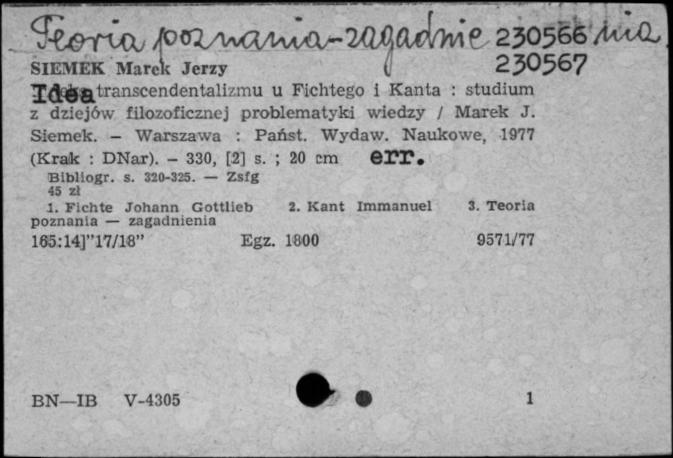 Teoria poznania-zagadnie 230566 nia
SIEMEK Marek Jerzy 230567
Idea transcendentalizmu u Fichtego i Kanta : studium
z dziejów filozoficznej problematyki wiedzy / Marek J.
Siemek. — Warszawa : Państ. Wydaw. Naukowe, 1977
(Krak : DNar). — 330, [2] s. ; 20 cm err.
Bibliogr. s. 320-325. — Zsfg
45 zł
1. Fichte Johann Gottlieb 2. Kant Immanuel 3. Teoria
poznania — zagadnienia
165:14]"17/18" Egz. 1800 9571/77
BN—IB V-4305 1